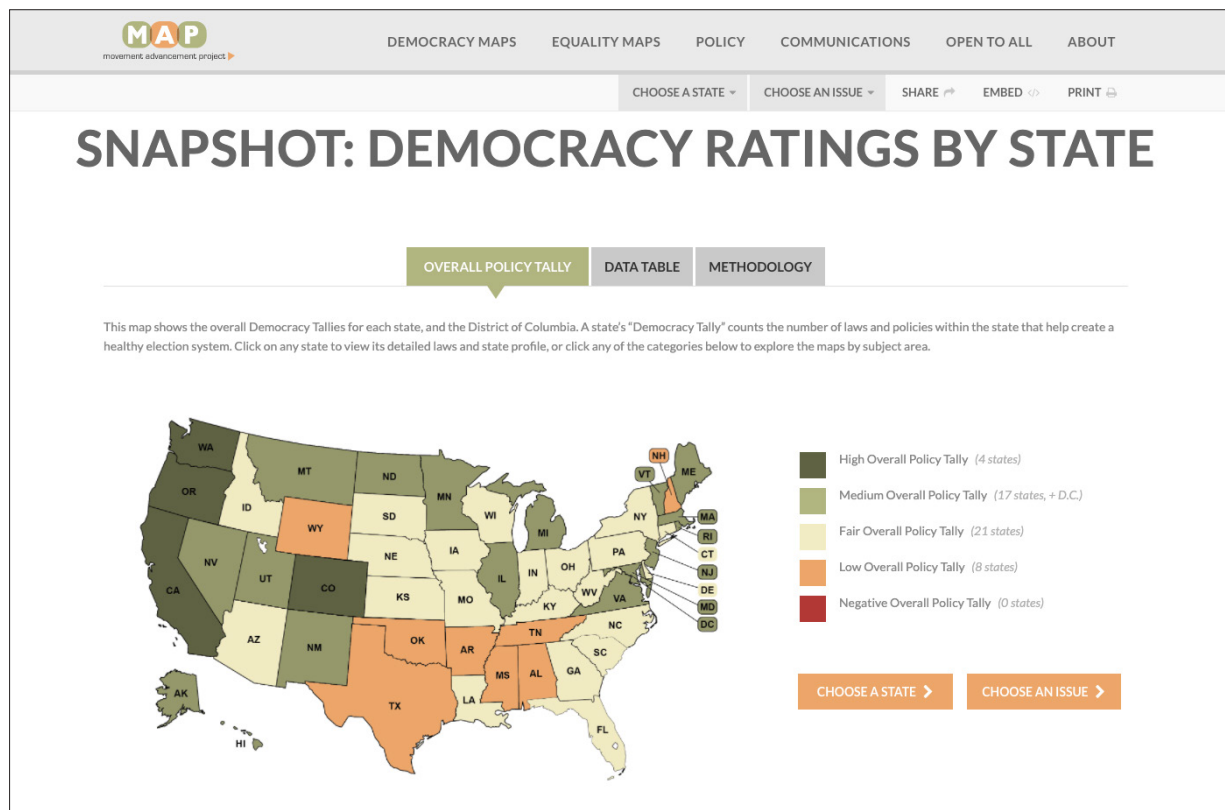 MAP
movement advancement project
DEMOCRACY MAPS
EQUALITY MAPS
POLICY
COMMUNICATIONS
OPEN TO ALL
ABOUT
CHOOSE A STATE
CHOOSE AN ISSUE
SHARE
EMBED
PRINT
SNAPSHOT: DEMOCRACY RATINGS BY STATE
OVERALL POLICY TALLY
DATA TABLE
METHODOLOGY
This map shows the overall Democracy Tallies for each state, and the District of Columbia. A state's “Democracy Tally” counts the number of laws and policies within the state that help create a
healthy election system. Click on any state to view its detailed laws and state profile, or click any of the categories below to explore the maps by subject area.
WA
OR
CA
NV
ID
MT
WY
UT
AZ
CO
NM
ND
SD
NE
KS
OK
TX
MN
IA
MO
AR
LA
WI
IL
MS
MI
IN
KY
TN
AL
OH
WV
VA
NC
SC
GA
FL
PA
NY
VT
NH
ME
MA
RI
CT
NJ
DE
MD
DC
AK
HI
High Overall Policy Tally (4 states)
Medium Overall Policy Tally (17 states, + D.C.)
Fair Overall Policy Tally (21 states)
Low Overall Policy Tally (8 states)
Negative Overall Policy Tally (0 states)
CHOOSE A STATE
CHOOSE AN ISSUE